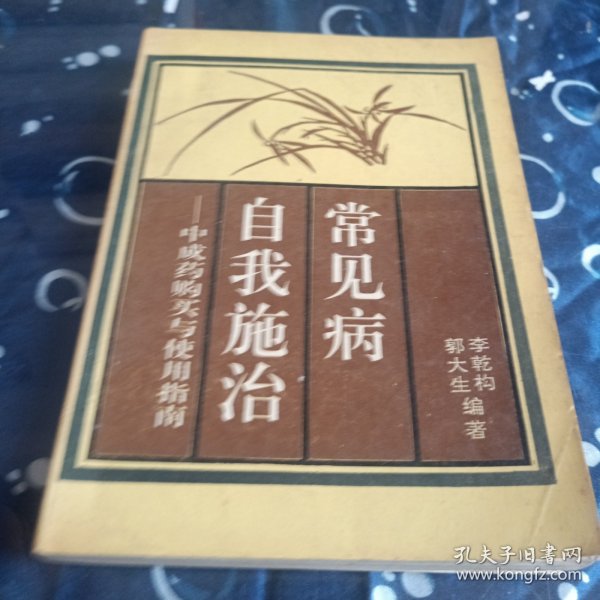 常见病
自我施治
——中成药购买与使用指南
李乾构
郭大生
编著
孔夫子旧书网
www.kongfz.com